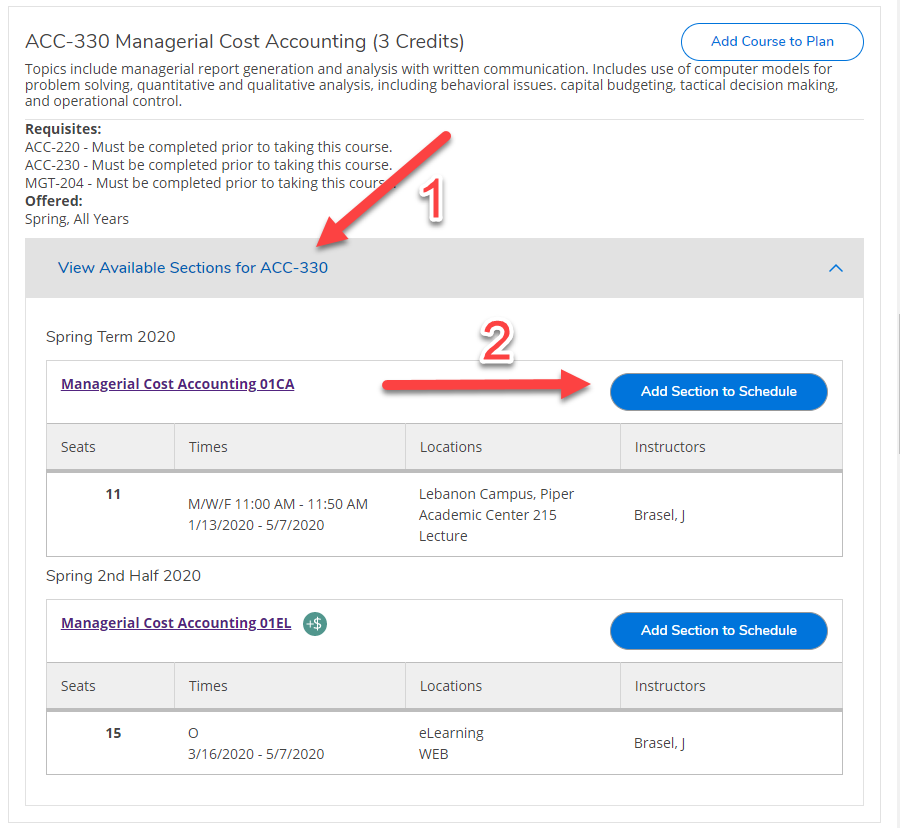 ACC-330 Managerial Cost Accounting (3 Credits)
Add Course to Plan
Topics include managerial report generation and analysis with written communication. Includes use of computer models for
problem solving, quantitative and qualitative analysis, including behavioral issues. capital budgeting, tactical decision making,
and operational control.
Requisites:
ACC-220 - Must be completed prior to taking this course.
ACC-230 - Must be completed prior to taking this course.
MGT-204 - Must be completed prior to taking this course.
1
Offered:
Spring, All Years
View Available Sections for ACC-330
Spring Term 2020
2
Managerial Cost Accounting 01CA
Add Section to Schedule
Seats Times Locations Instructors
11
M/W/F 11:00 AM - 11:50 AM
1/13/2020 - 5/7/2020
Lebanon Campus, Piper
Academic Center 215
Lecture
Brasel, J
Spring 2nd Half 2020
Managerial Cost Accounting 01EL +$
Add Section to Schedule
Seats Times Locations Instructors
15
O
3/16/2020 - 5/7/2020
eLearning
WEB
Brasel, J